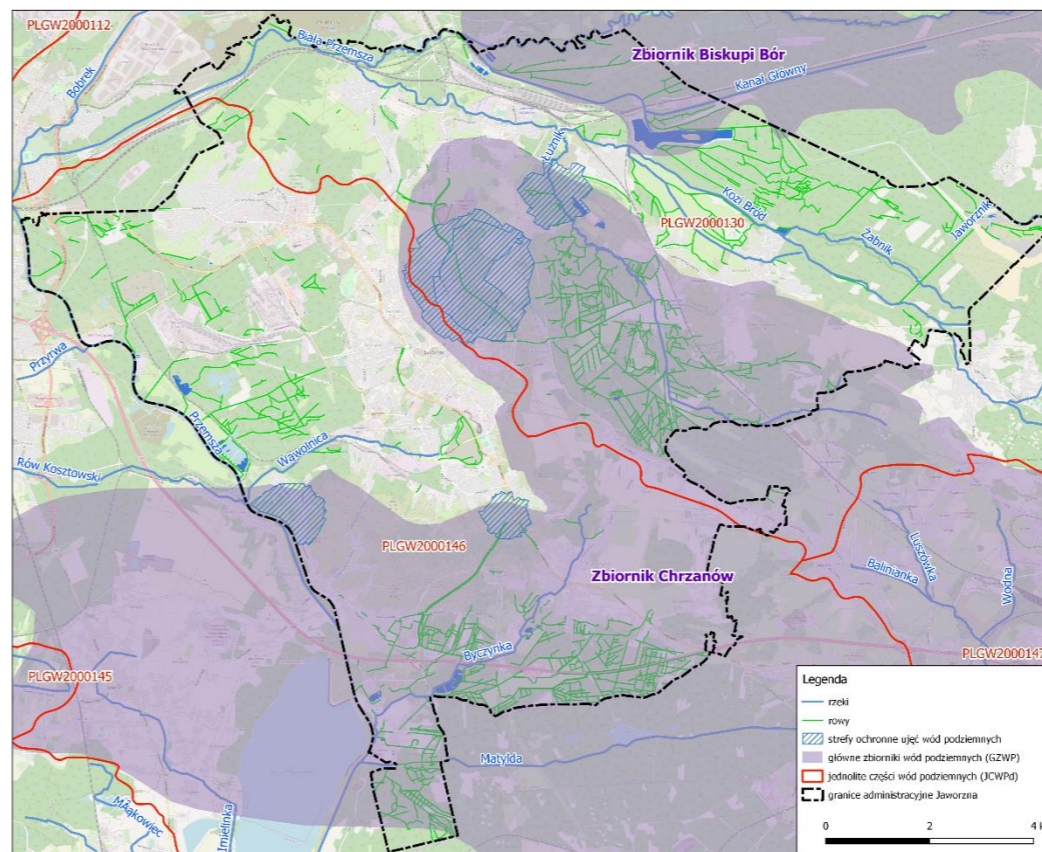 PLGW2000112
Bobrek
Biała Przemsza
Zbiornik Biskupi Bór
Kanał Główny
Łużnik
Kozi Bród
PLGW2000130
Żabnik
Jaworznik
Przyrwa
Przemsza
Wąwolnica
Rów Kosztowski
PLGW2000146
Zbiornik Chrzanów
Luszówka
Balinianka
Wodna
Byczynka
PLGW2000145
PLGW2000147
Matylda
Imielinka
Legenda
rzeki
rowy
strefy ochronne ujęć wód podziemnych
główne zbiorniki wód podziemnych (GZWP)
jednolite części wód podziemnych (JCWPd)
granice administracyjne Jaworzna
0 2 4 k